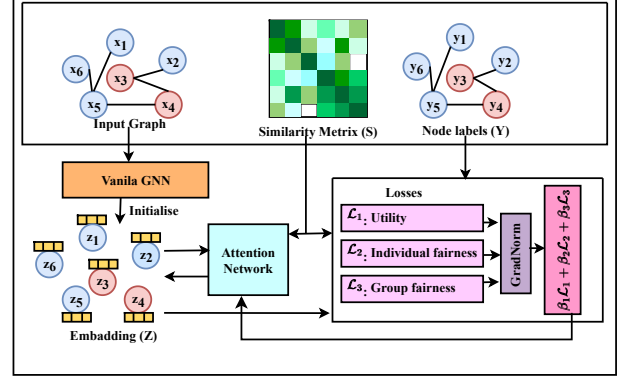 x₁
x₂
x₆
x₃
x₅
x₄
Input Graph
Similarity Metrix (S)
y₁
y₂
y₆
y₃
y₅
y₄
Node labels (Y)
Vanila GNN
Initialise
z₁
z₂
z₆
z₃
z₅
z₄
Embadding (Z)
Attention
Network
Losses
ℒ₁: Utility
ℒ₂: Individual fairness
ℒ₃: Group fairness
GradNorm
β₁ℒ₁ + β₂ℒ₂ + β₃ℒ₃